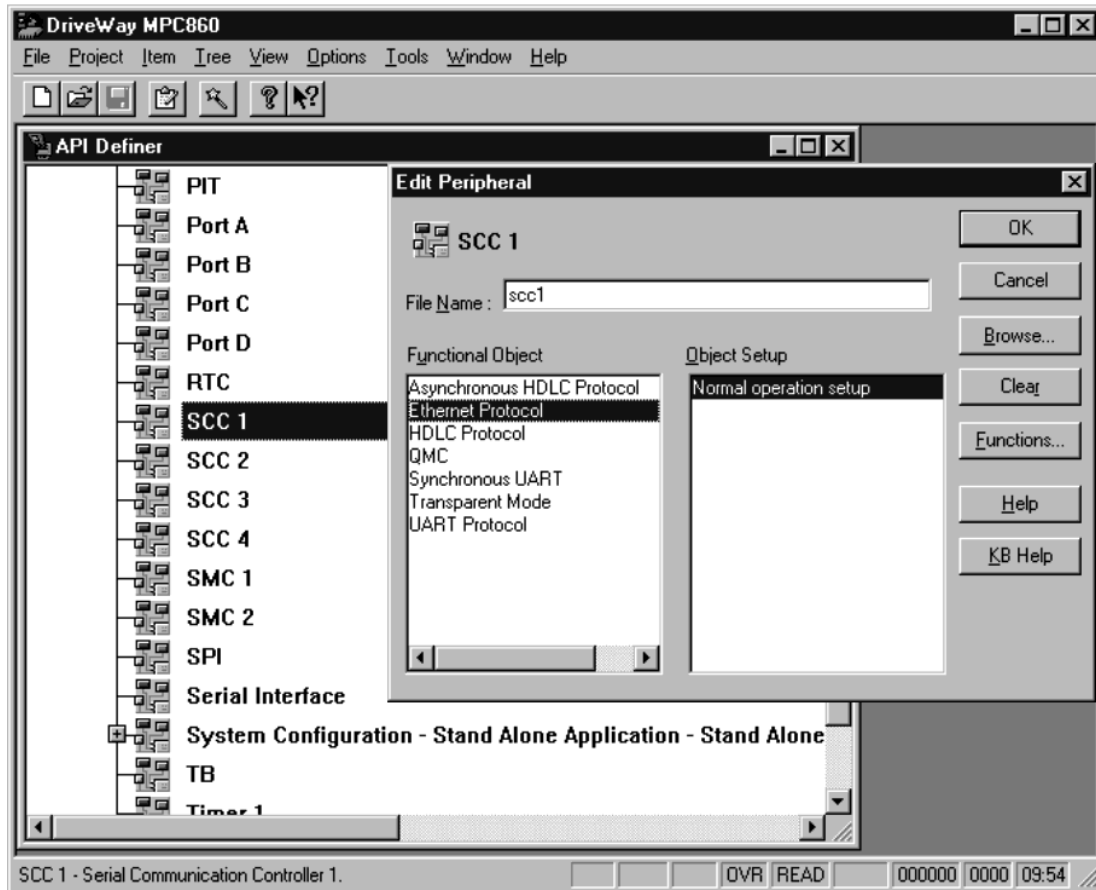 DriveWay MPC860
File Project Item Tree View Options Tools Window Help
API Definer
PIT
Port A
Port B
Port C
Port D
RTC
SCC 1
SCC 2
SCC 3
SCC 4
SMC 1
SMC 2
SPI
Serial Interface
System Configuration - Stand Alone Application - Stand Alone
TB
Timer 1
Edit Peripheral
SCC 1
File Name : scc1
Functional Object
Asynchronous HDLC Protocol
Ethernet Protocol
HDLC Protocol
QMC
Synchronous UART
Transparent Mode
UART Protocol
Object Setup
Normal operation setup
OK
Cancel
Browse...
Clear
Functions...
Help
KB Help
SCC 1 - Serial Communication Controller 1. OVR READ 000000 0000 09:54